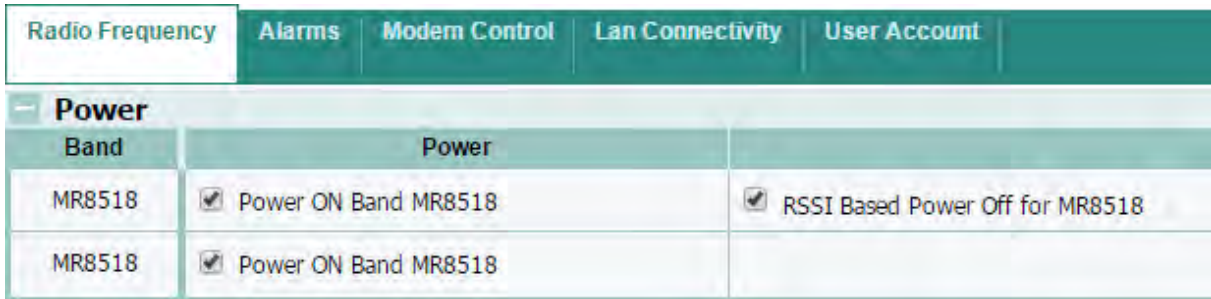 Radio Frequency Alarms Modem Control Lan Connectivity User Account
Power
Band Power
MR8518 Power ON Band MR8518 RSSI Based Power Off for MR8518
MR8518 Power ON Band MR8518